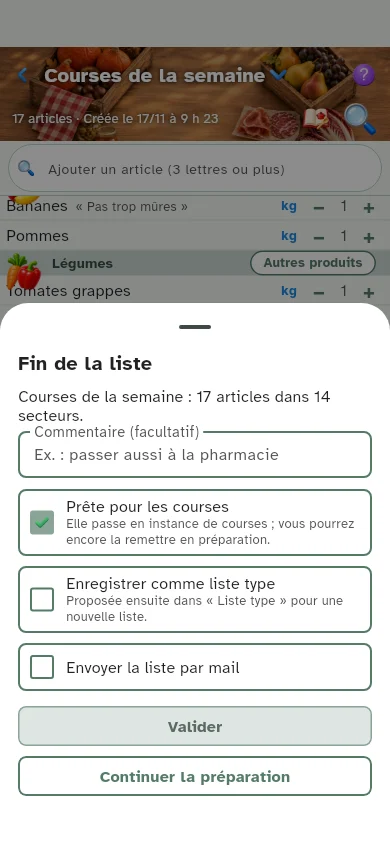 Courses de la semaine
17 articles · Créée le 17/11 à 9 h 23
?
Ajouter un article (3 lettres ou plus)
Bananes « Pas trop mûres » kg − 1 +
Pommes kg − 1 +
Légumes Autres produits
Tomates grappes kg − 1 +
Fin de la liste
Courses de la semaine : 17 articles dans 14
secteurs.
Commentaire (facultatif)
Ex. : passer aussi à la pharmacie
Prête pour les courses
Elle passe en instance de courses ; vous pourrez
encore la remettre en préparation.
Enregistrer comme liste type
Proposée ensuite dans « Liste type » pour une
nouvelle liste.
Envoyer la liste par mail
Valider
Continuer la préparation